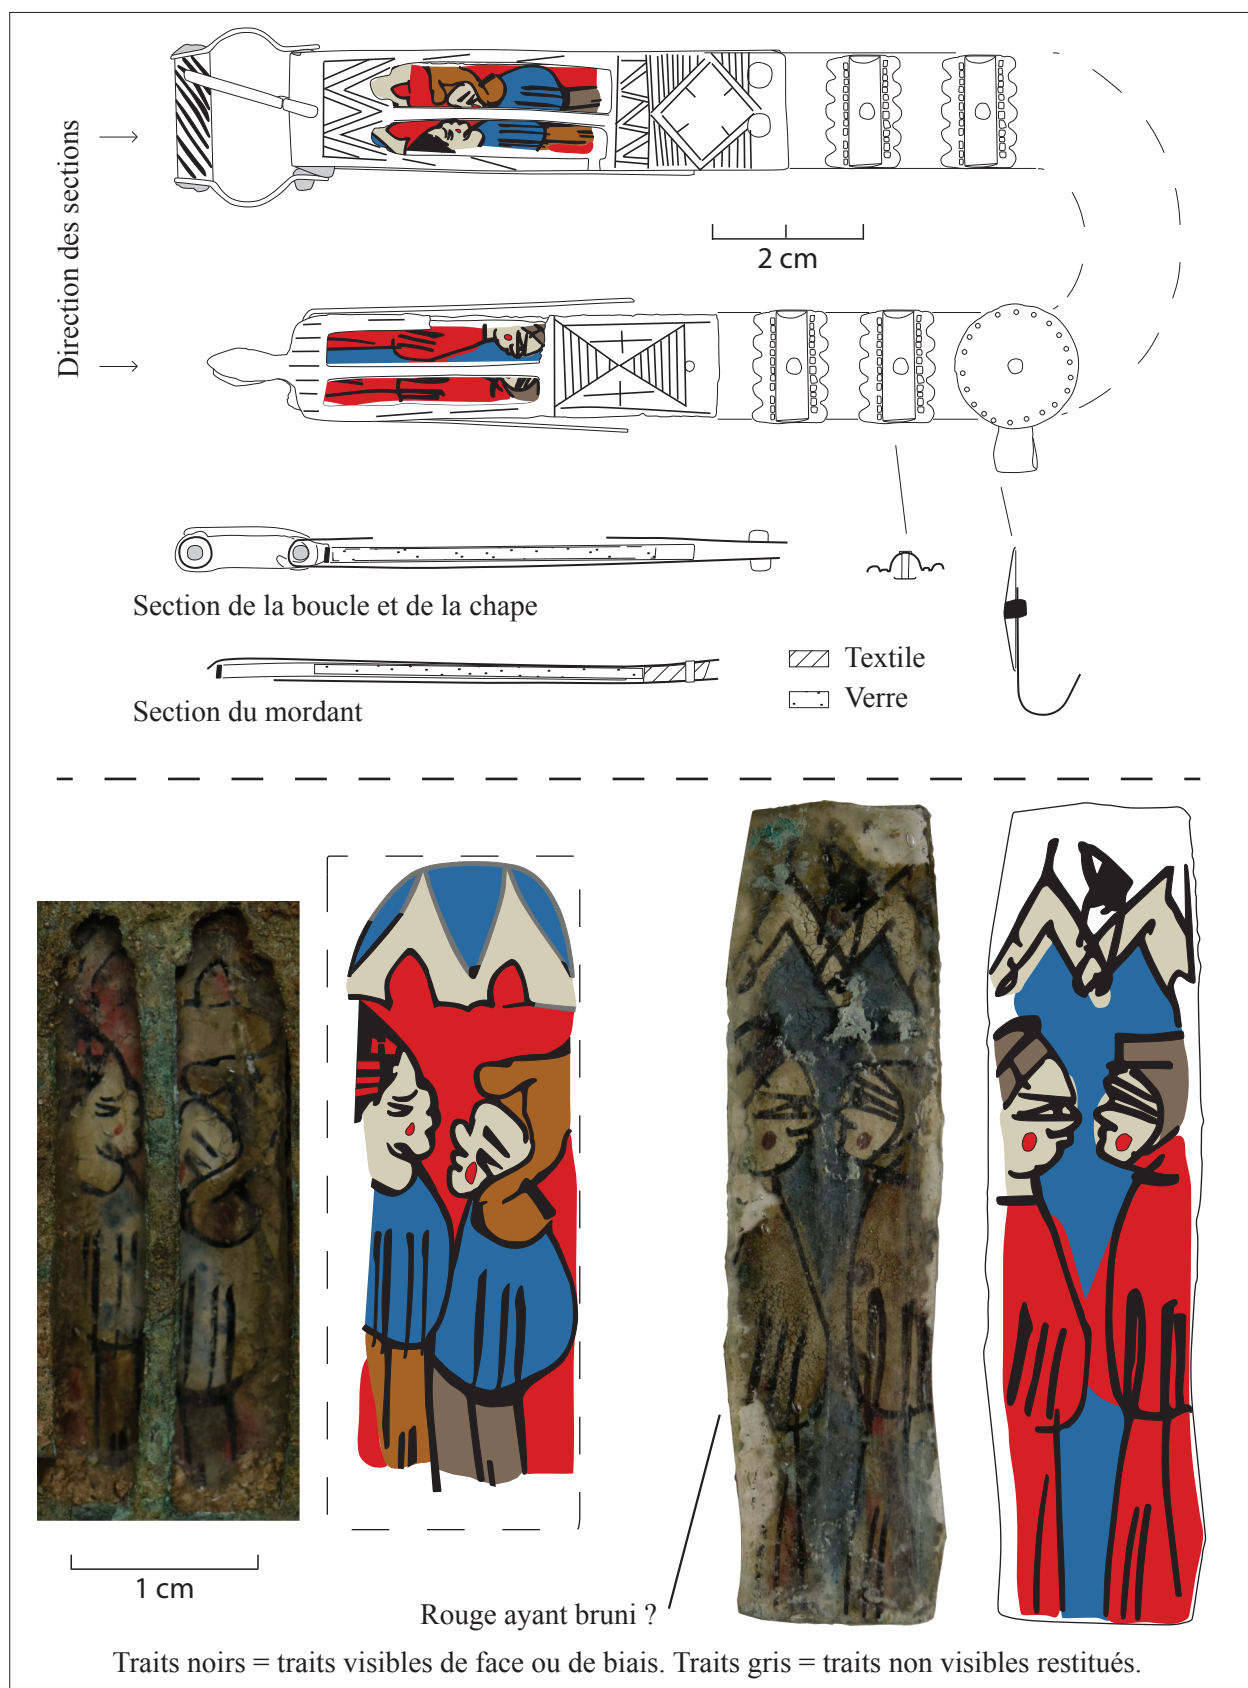 Direction des sections
2 cm
Section de la boucle et de la chape
Textile
Verre
Section du mordant
1 cm
Rouge ayant bruni ?
Traits noirs = traits visibles de face ou de biais. Traits gris = traits non visibles restitués.